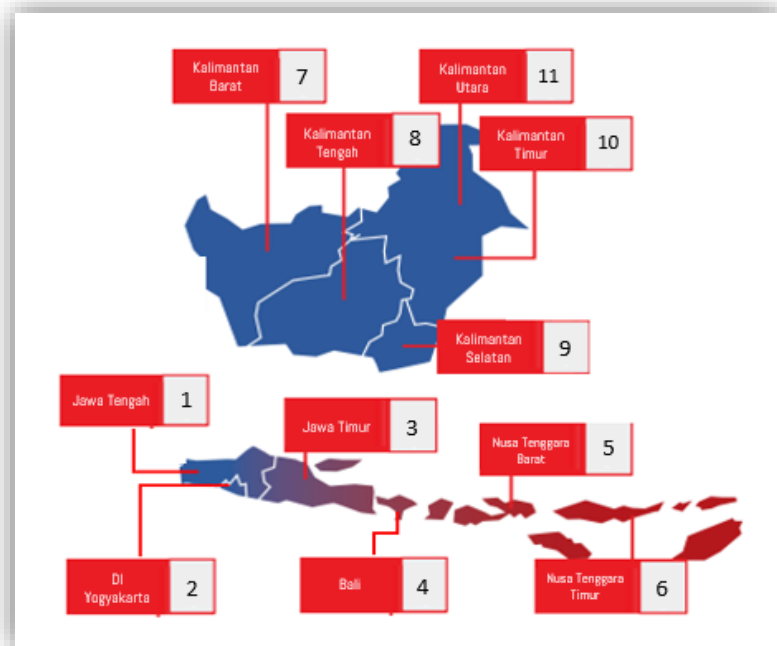 Kalimantan
Barat
7
Kalimantan
Utara
11
Kalimantan
Tengah
8
Kalimantan
Timur
10
Kalimantan
Selatan
9
Jawa Tengah
1
Jawa Timur
3
Nusa Tenggara
Barat
5
DI
Yogyakarta
2
Bali
4
Nusa Tenggara
Timur
6